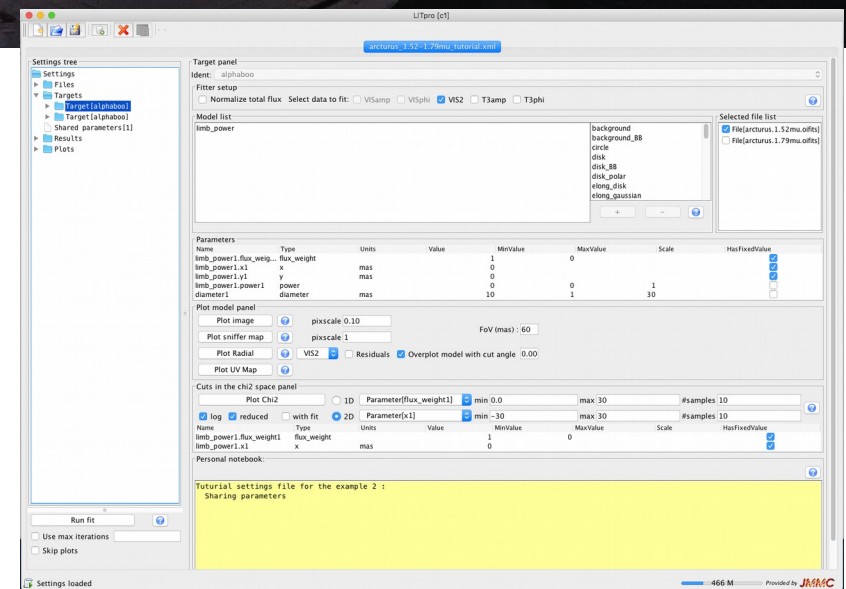 LITpro [c1]
arcturus_1.52-1.79mu_tutorial.xml
Settings tree
Settings
Files
Targets
Target[alphaboo]
Target[alphaboo]
Shared parameters[1]
Results
Plots
Run fit
Use max iterations
Skip plots
Settings loaded
Target panel
Ident: alphaboo
Fitter setup
Normalize total flux Select data to fit: VISamp VISphi VIS2 T3amp T3phi
Model list
limb_power
background
background_BB
circle
disk
disk_BB
disk_polar
elong_disk
elong_gaussian
+ -
Selected file list
File[arcturus.1.52mu.oifits]
File[arcturus.1.79mu.oifits]
Parameters
Name Type Units Value MinValue MaxValue Scale HasFixedValue
limb_power1.flux_weig... flux_weight 1 0
limb_power1.x1 x mas 0
limb_power1.y1 y mas 0
limb_power1.power1 power 0 0 1
diameter1 diameter mas 10 1 30
Plot model panel
Plot image pixscale 0.10
FoV (mas) : 60
Plot sniffer map pixscale 1
Plot Radial VIS2 Residuals Overplot model with cut angle 0.00
Plot UV Map
Cuts in the chi2 space panel
Plot Chi2 1D Parameter[flux_weight1] min 0.0 max 30 #samples 10
log reduced with fit 2D Parameter[x1] min -30 max 30 #samples 10
Name Type Units Value MinValue MaxValue Scale HasFixedValue
limb_power1.flux_weight1 flux_weight 1 0
limb_power1.x1 x mas 0
Personal notebook:
Tuturial settings file for the example 2 :
Sharing parameters
466 M Provided by JMMC